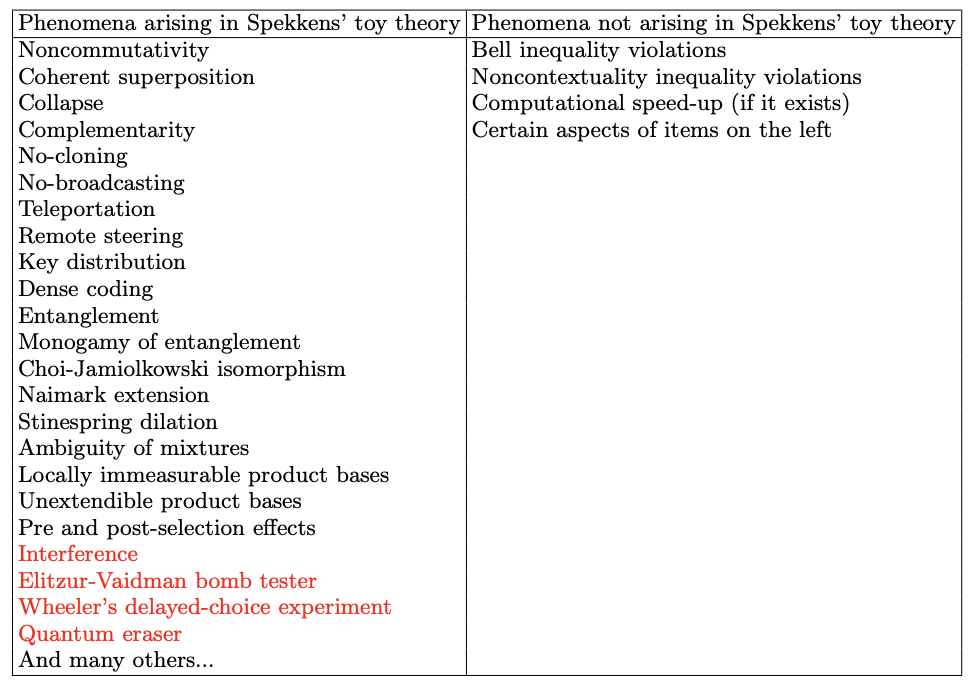 Phenomena arising in Spekkens' toy theory Phenomena not arising in Spekkens' toy theory
Noncommutativity Bell inequality violations
Coherent superposition Noncontextuality inequality violations
Collapse Computational speed-up (if it exists)
Complementarity Certain aspects of items on the left
No-cloning
No-broadcasting
Teleportation
Remote steering
Key distribution
Dense coding
Entanglement
Monogamy of entanglement
Choi-Jamiolkowski isomorphism
Naimark extension
Stinespring dilation
Ambiguity of mixtures
Locally immeasurable product bases
Unextendible product bases
Pre and post-selection effects
Interference
Elitzur-Vaidman bomb tester
Wheeler's delayed-choice experiment
Quantum eraser
And many others...